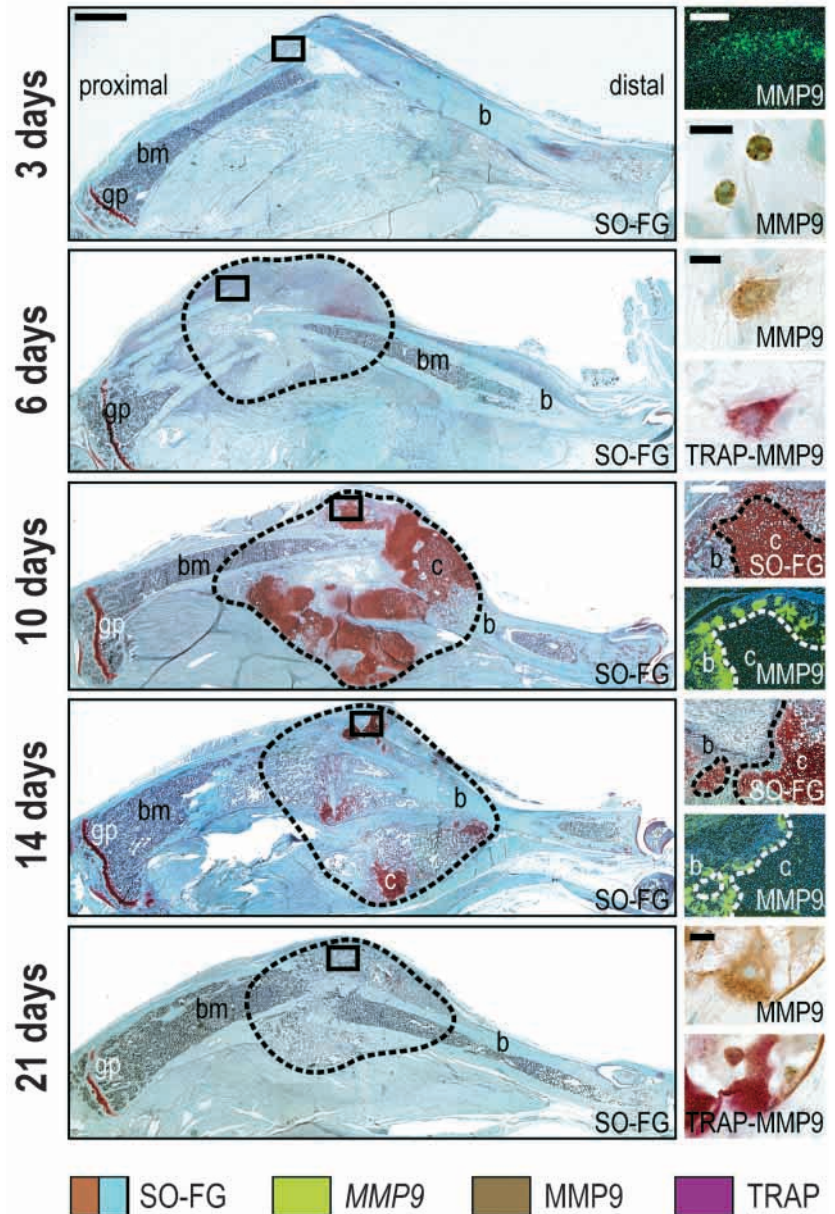 3 days
proximal
distal
b
bm
gp
SO-FG
MMP9
MMP9
6 days
bm
gp
b
SO-FG
MMP9
TRAP-MMP9
10 days
bm
c
gp
b
SO-FG
b
c
SO-FG
b
c
MMP9
14 days
bm
b
gp
c
SO-FG
b
c
SO-FG
b
c
MMP9
21 days
bm
b
gp
SO-FG
MMP9
TRAP-MMP9
SO-FG MMP9 MMP9 TRAP